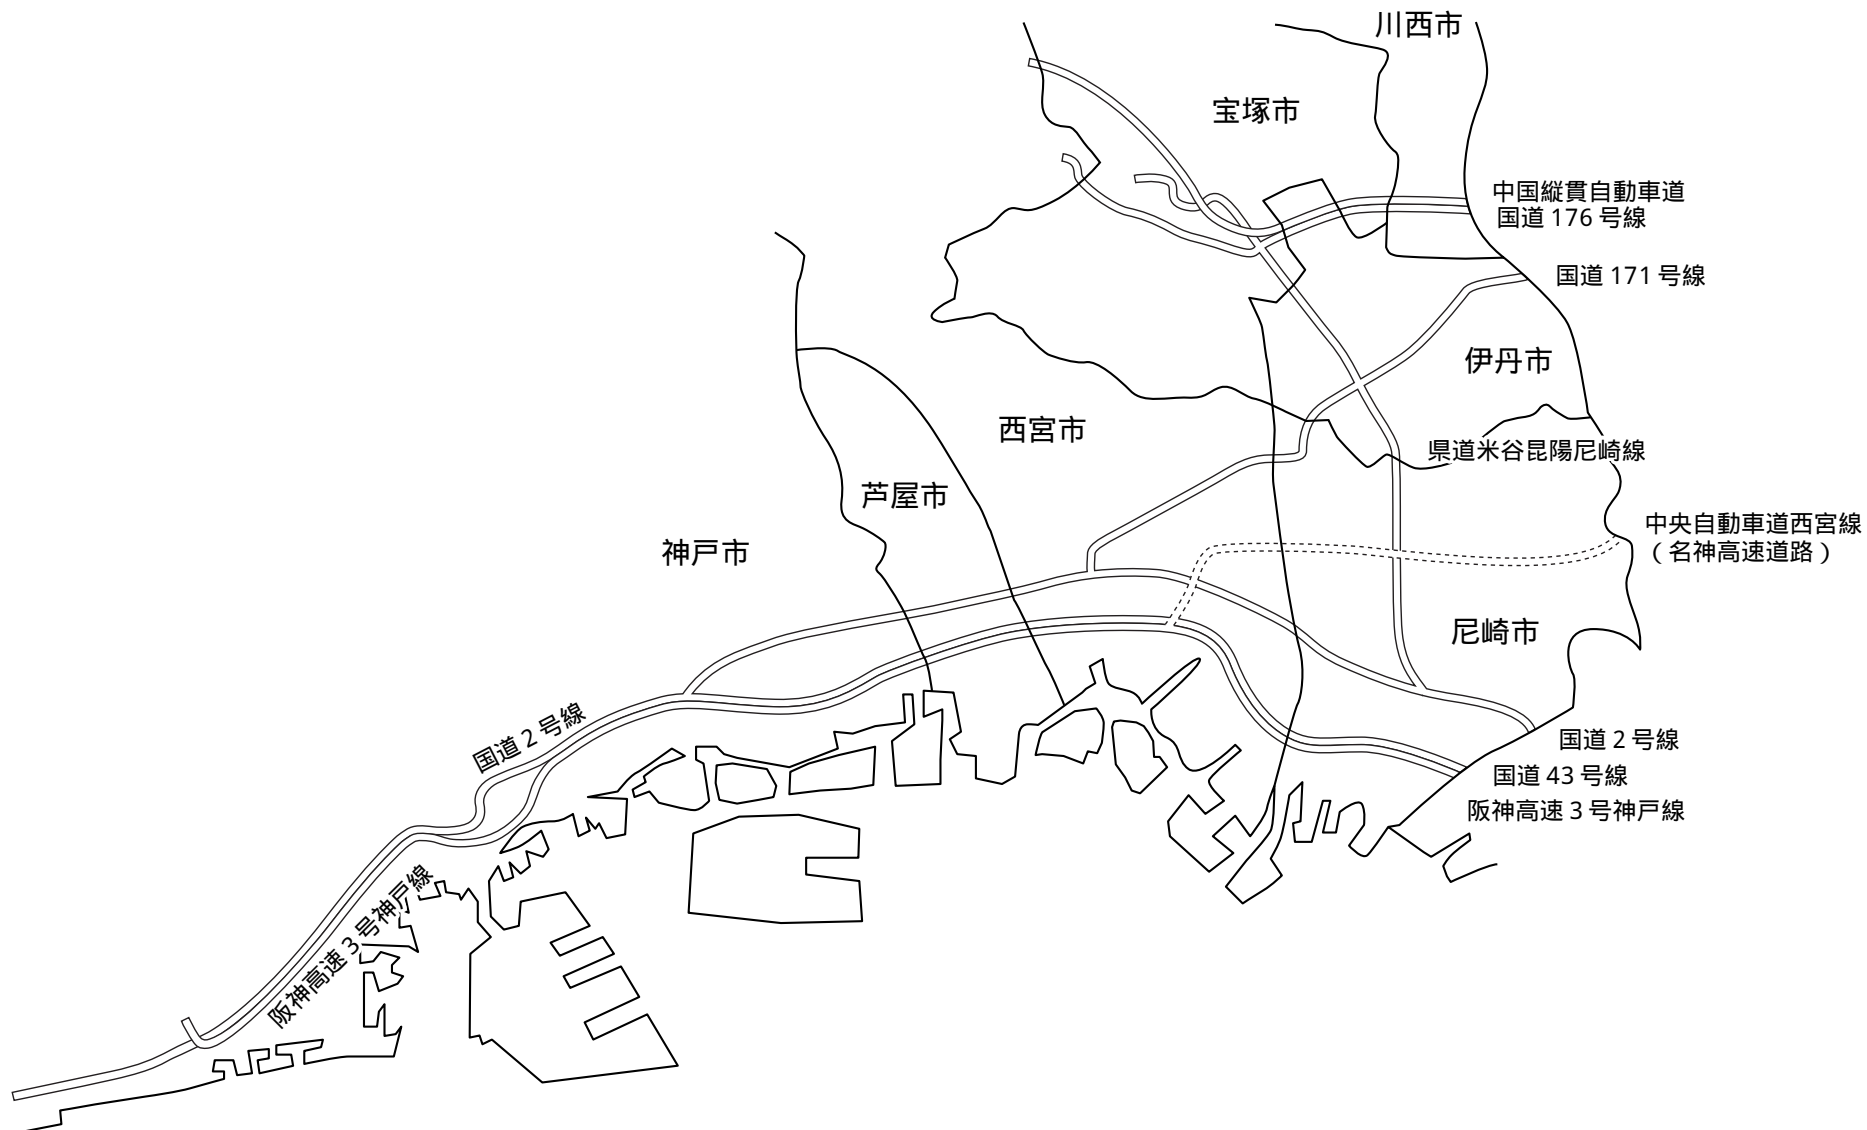 川西市
宝塚市
中国縦貫自動車道
国道 176 号線
国道 171 号線
伊丹市
西宮市
県道米谷昆陽尼崎線
芦屋市
中央自動車道西宮線
（名神高速道路）
神戸市
尼崎市
国道 2 号線
国道 2 号線
国道 43 号線
阪神高速 3 号神戸線
阪神高速 3 号神戸線